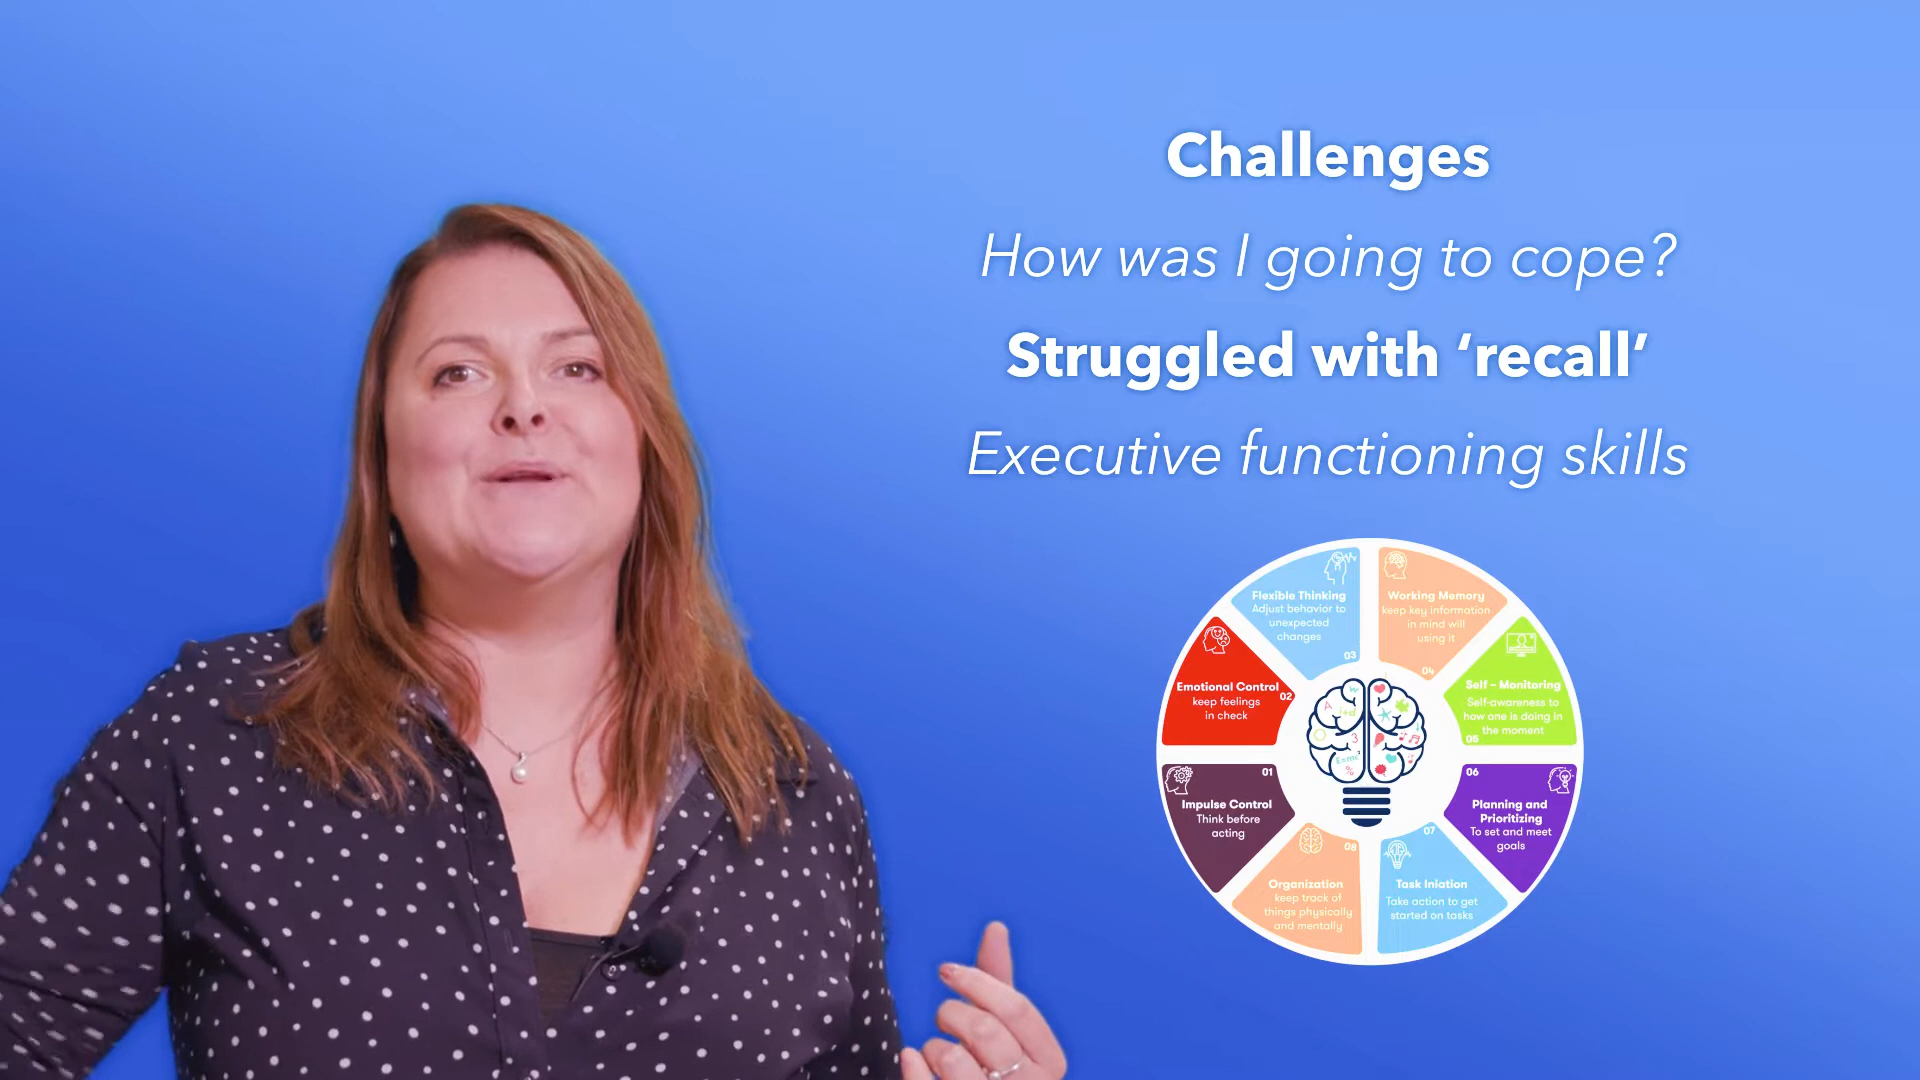 Challenges
How was I going to cope?
Struggled with ‘recall’
Executive functioning skills
Flexible Thinking
Adjust behavior to
unexpected
changes
03
Working Memory
keep key information
in mind will
using it
04
Emotional Control
keep feelings
in check
02
Self – Monitoring
Self-awareness to
how one is doing in
the moment
05
01
Impulse Control
Think before
acting
06
Planning and
Prioritizing
To set and meet
goals
08
Organization
keep track of
things physically
and mentally
07
Task Iniation
Take action to get
started on tasks
W
A
i+d
3
E=mc²
%